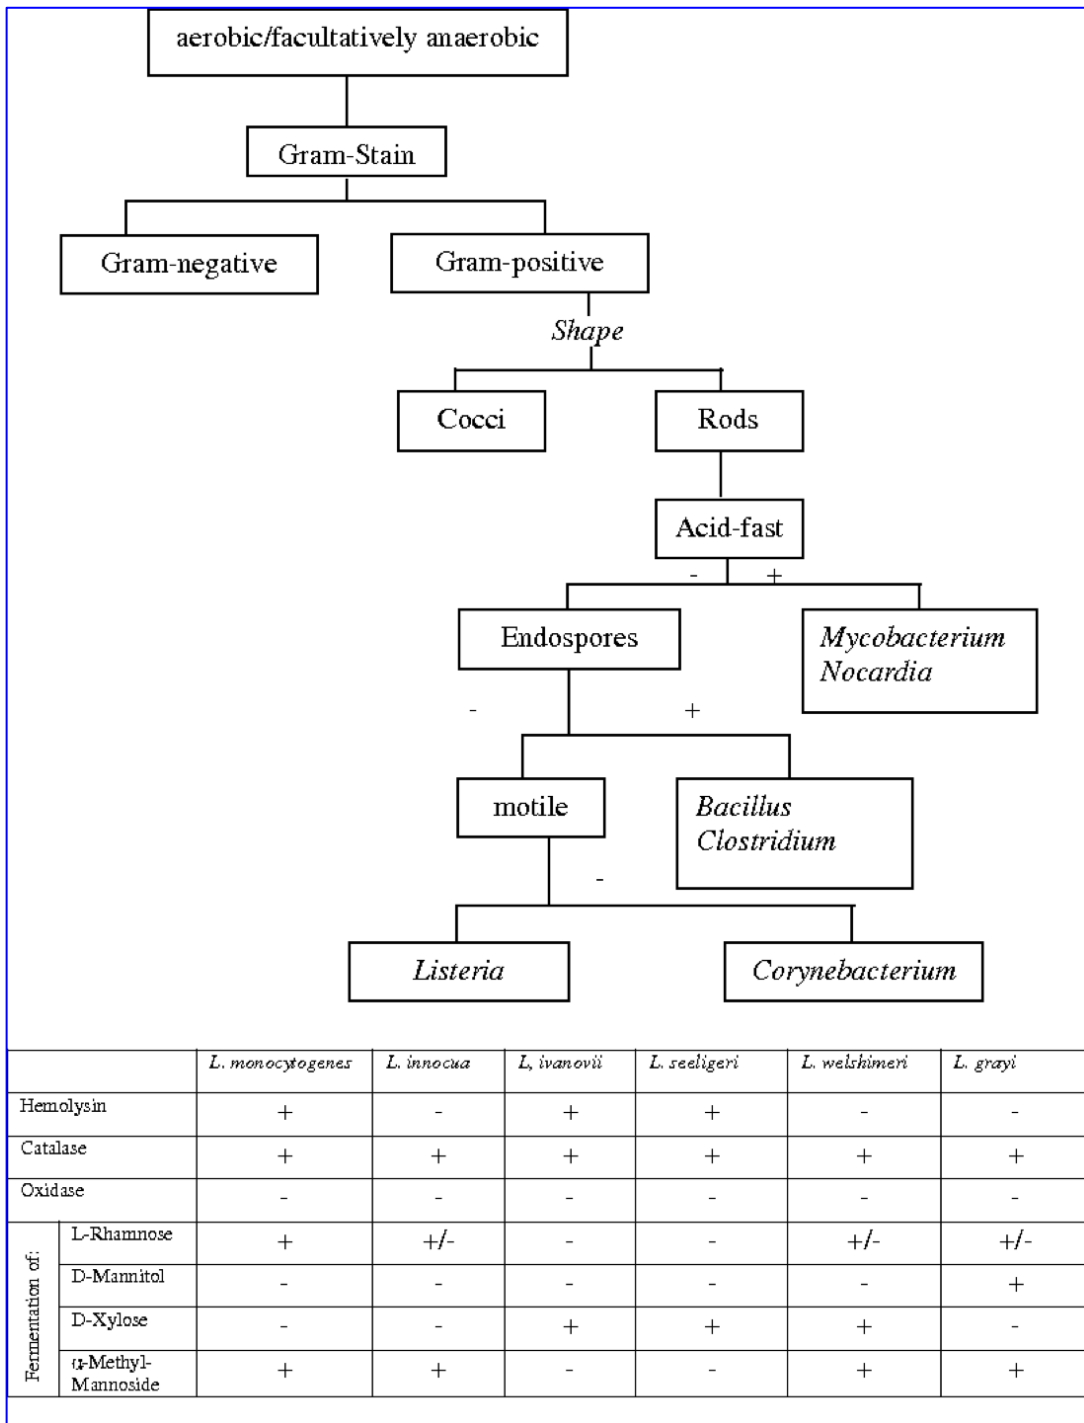 aerobic/facultatively anaerobic
Gram-Stain
Gram-negative
Gram-positive
Shape
Cocci
Rods
Acid-fast
- +
Endospores
Mycobacterium
Nocardia
- +
motile
Bacillus
Clostridium
-
Listeria
Corynebacterium
L. monocytogenes L. innocua L, ivanovii L. seeligeri L. welshimeri L. grayi
Hemolysin + - + + - -
Catalase + + + + + +
Oxidase - - - - - -
Fermentation of:
L-Rhamnose + +/- - - +/- +/-
D-Mannitol - - - - - +
D-Xylose - - + + + -
α-Methyl-
Mannoside + + - - + +